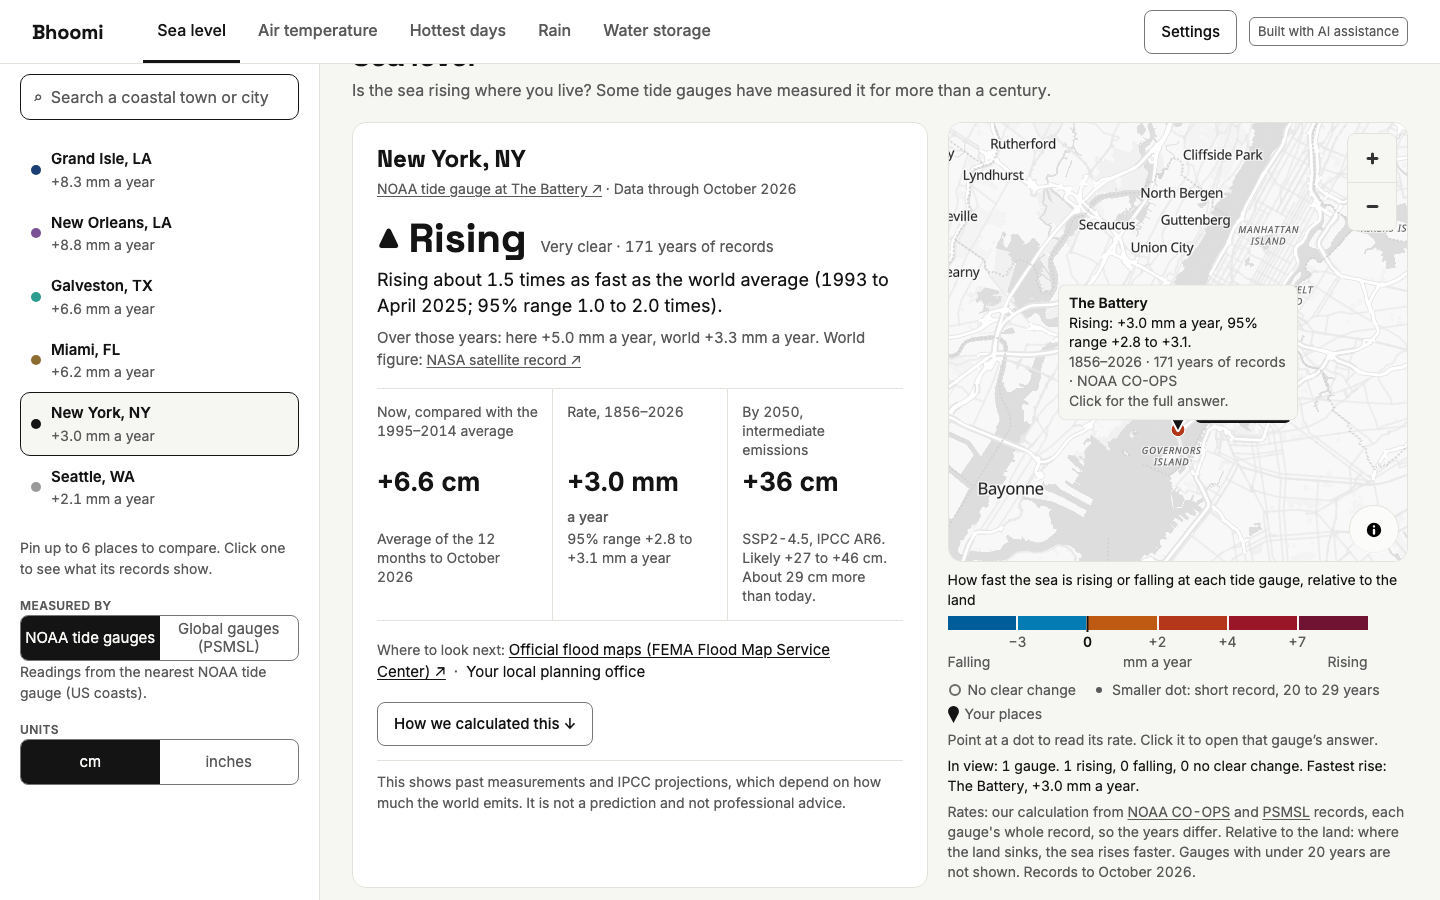 Bhoomi
Sea level
Air temperature
Hottest days
Rain
Water storage
Settings
Built with AI assistance
Search a coastal town or city
Grand Isle, LA
+8.3 mm a year
New Orleans, LA
+8.8 mm a year
Galveston, TX
+6.6 mm a year
Miami, FL
+6.2 mm a year
New York, NY
+3.0 mm a year
Seattle, WA
+2.1 mm a year
Pin up to 6 places to compare. Click one
to see what its records show.
MEASURED BY
NOAA tide gauges
Global gauges
(PSMSL)
Readings from the nearest NOAA tide
gauge (US coasts).
UNITS
cm
inches
Sea level
Is the sea rising where you live? Some tide gauges have measured it for more than a century.
New York, NY
NOAA tide gauge at The Battery ↗ · Data through October 2026
▲ Rising
Very clear · 171 years of records
Rising about 1.5 times as fast as the world average (1993 to
April 2025; 95% range 1.0 to 2.0 times).
Over those years: here +5.0 mm a year, world +3.3 mm a year. World
figure: NASA satellite record ↗
Now, compared with the
1995–2014 average
+6.6 cm
Average of the 12
months to October
2026
Rate, 1856–2026
+3.0 mm
a year
95% range +2.8 to
+3.1 mm a year
By 2050,
intermediate
emissions
+36 cm
SSP2-4.5, IPCC AR6.
Likely +27 to +46 cm.
About 29 cm more
than today.
Where to look next: Official flood maps (FEMA Flood Map Service
Center) ↗ · Your local planning office
How we calculated this ↓
This shows past measurements and IPCC projections, which depend on how
much the world emits. It is not a prediction and not professional advice.
Rutherford
Cliffside Park
Lyndhurst
North Bergen
eville
Secaucus
Guttenberg
MANHATTAN
ISLAND
Union City
earny
+
−
The Battery
Rising: +3.0 mm a year, 95%
range +2.8 to +3.1.
1856–2026 · 171 years of records
· NOAA CO-OPS
Click for the full answer.
GOVERNORS
ISLAND
Bayonne
How fast the sea is rising or falling at each tide gauge, relative to the
land
−3
0
+2
+4
+7
Falling
mm a year
Rising
No clear change
Smaller dot: short record, 20 to 29 years
Your places
Point at a dot to read its rate. Click it to open that gauge’s answer.
In view: 1 gauge. 1 rising, 0 falling, 0 no clear change. Fastest rise:
The Battery, +3.0 mm a year.
Rates: our calculation from NOAA CO-OPS and PSMSL records, each
gauge's whole record, so the years differ. Relative to the land: where
the land sinks, the sea rises faster. Gauges with under 20 years are
not shown. Records to October 2026.